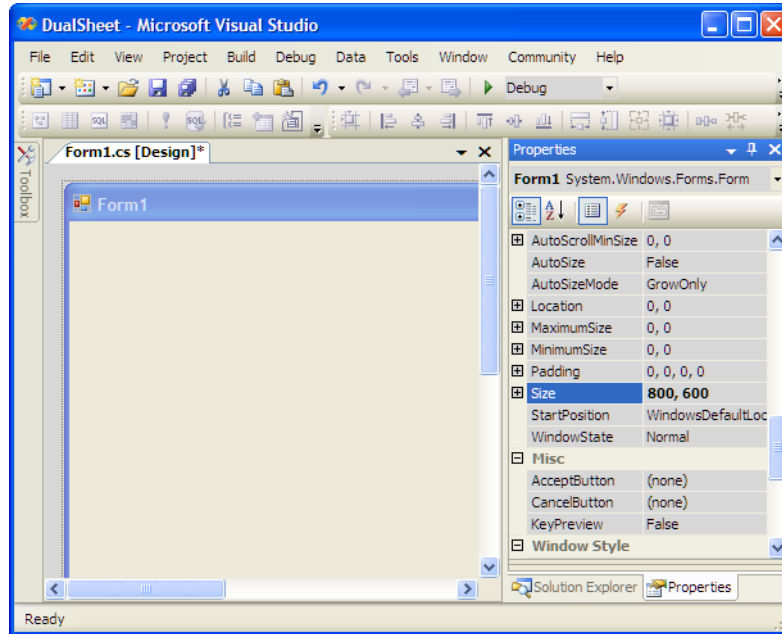 DualSheet - Microsoft Visual Studio
File Edit View Project Build Debug Data Tools Window Community Help
Debug
SQL SQL
Toolbox
Form1.cs [Design]*
Form1
Properties
Form1 System.Windows.Forms.Form
AutoScrollMinSize 0, 0
AutoSize False
AutoSizeMode GrowOnly
Location 0, 0
MaximumSize 0, 0
MinimumSize 0, 0
Padding 0, 0, 0, 0
Size 800, 600
StartPosition WindowsDefaultLoc
WindowState Normal
Misc
AcceptButton (none)
CancelButton (none)
KeyPreview False
Window Style
Solution Explorer Properties
Ready